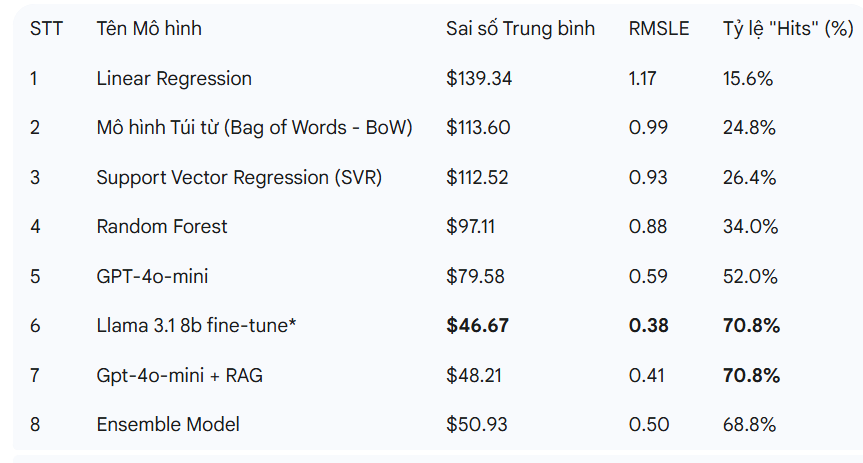 STT Tên Mô hình Sai số Trung bình RMSLE Tỷ lệ "Hits" (%)
1 Linear Regression $139.34 1.17 15.6%
2 Mô hình Túi từ (Bag of Words - BoW) $113.60 0.99 24.8%
3 Support Vector Regression (SVR) $112.52 0.93 26.4%
4 Random Forest $97.11 0.88 34.0%
5 GPT-4o-mini $79.58 0.59 52.0%
6 Llama 3.1 8b fine-tune* $46.67 0.38 70.8%
7 Gpt-4o-mini + RAG $48.21 0.41 70.8%
8 Ensemble Model $50.93 0.50 68.8%